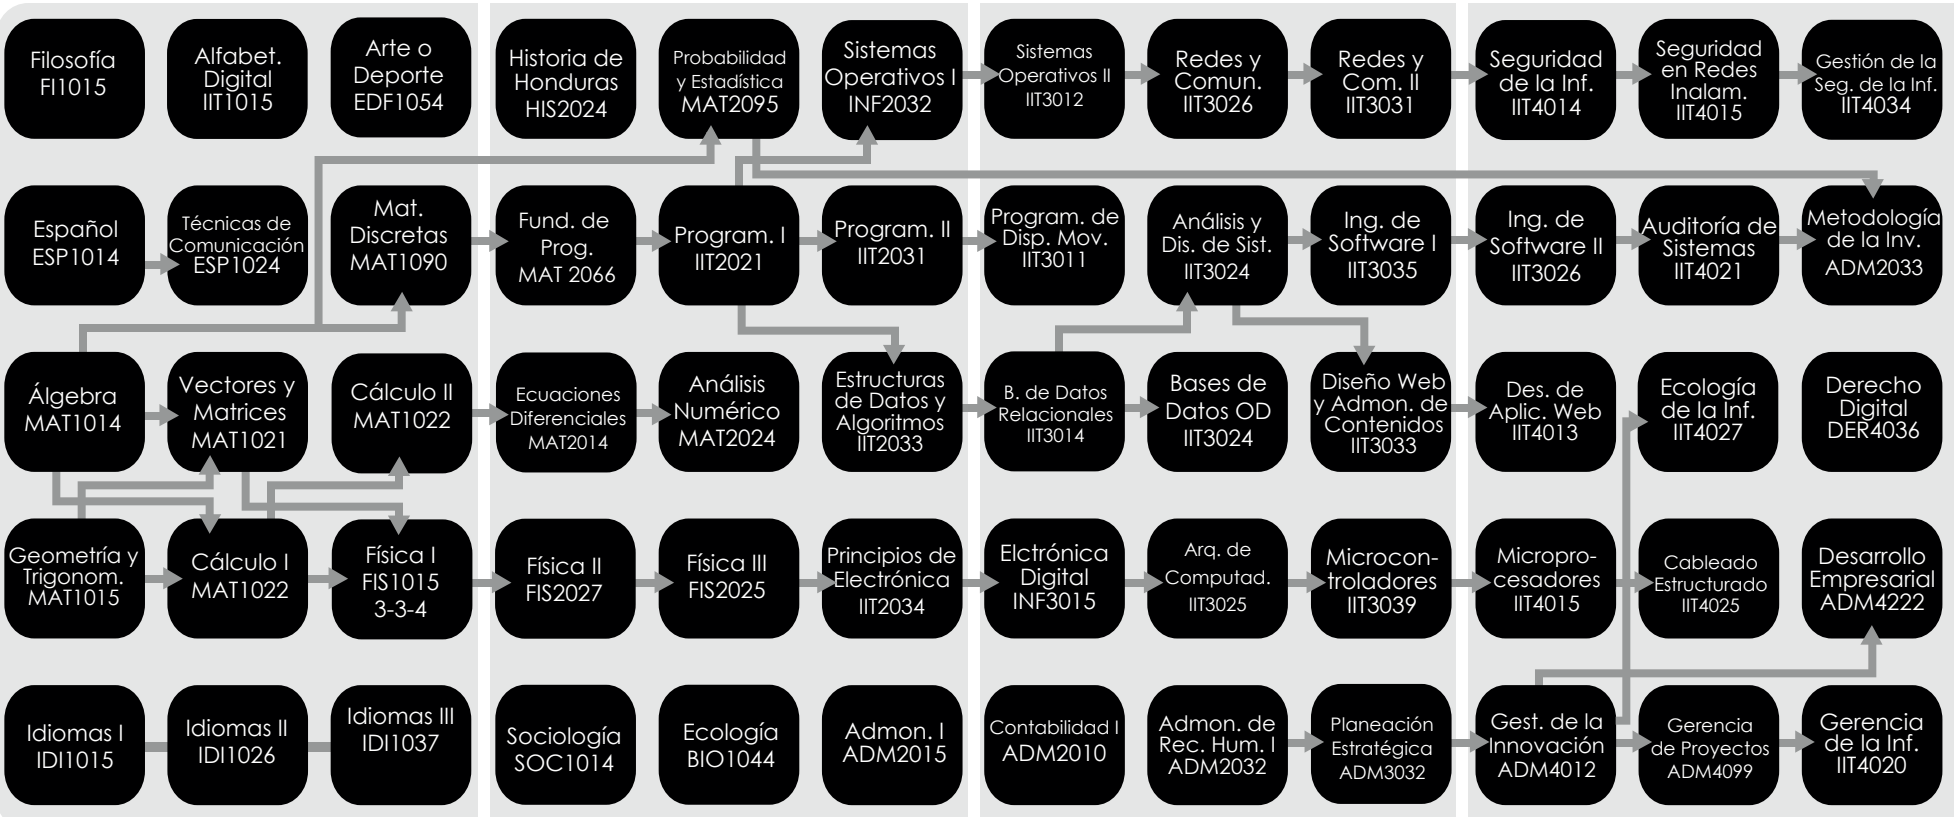 Filosofía
FI1015
Alfabet.
Digital
IIT1015
Arte o
Deporte
EDF1054
Historia de
Honduras
HIS2024
Probabilidad
y Estadística
MAT2095
Sistemas
Operativos I
INF2032
Sistemas
Operativos II
IIT3012
Redes y
Comun.
IIT3026
Redes y
Com. II
IIT3031
Seguridad
de la Inf.
IIT4014
Seguridad
en Redes
Inalam.
IIT4015
Gestión de la
Seg. de la Inf.
IIT4034
Español
ESP1014
Técnicas de
Comunicación
ESP1024
Mat.
Discretas
MAT1090
Fund. de
Prog.
MAT 2066
Program. I
IIT2021
Program. II
IIT2031
Program. de
Disp. Mov.
IIT3011
Análisis y
Dis. de Sist.
IIT3024
Ing. de
Software I
IIT3035
Ing. de
Software II
IIT3026
Auditoría de
Sistemas
IIT4021
Metodología
de la Inv.
ADM2033
Álgebra
MAT1014
Vectores y
Matrices
MAT1021
Cálculo II
MAT1022
Ecuaciones
Diferenciales
MAT2014
Análisis
Numérico
MAT2024
Estructuras
de Datos y
Algoritmos
IIT2033
B. de Datos
Relacionales
IIT3014
Bases de
Datos OD
IIT3024
Diseño Web
y Admon. de
Contenidos
IIT3033
Des. de
Aplic. Web
IIT4013
Ecología
de la Inf.
IIT4027
Derecho
Digital
DER4036
Geometría y
Trigonom.
MAT1015
Cálculo I
MAT1022
Física I
FIS1015
3-3-4
Física II
FIS2027
Física III
FIS2025
Principios de
Electrónica
IIT2034
Elctrónica
Digital
INF3015
Arq. de
Computad.
IIT3025
Microcon-
troladores
IIT3039
Micropro-
cesadores
IIT4015
Cableado
Estructurado
IIT4025
Desarrollo
Empresarial
ADM4222
Idiomas I
IDI1015
Idiomas II
IDI1026
Idiomas III
IDI1037
Sociología
SOC1014
Ecología
BIO1044
Admon. I
ADM2015
Contabilidad I
ADM2010
Admon. de
Rec. Hum. I
ADM2032
Planeación
Estratégica
ADM3032
Gest. de la
Innovación
ADM4012
Gerencia
de Proyectos
ADM4099
Gerencia
de la Inf.
IIT4020